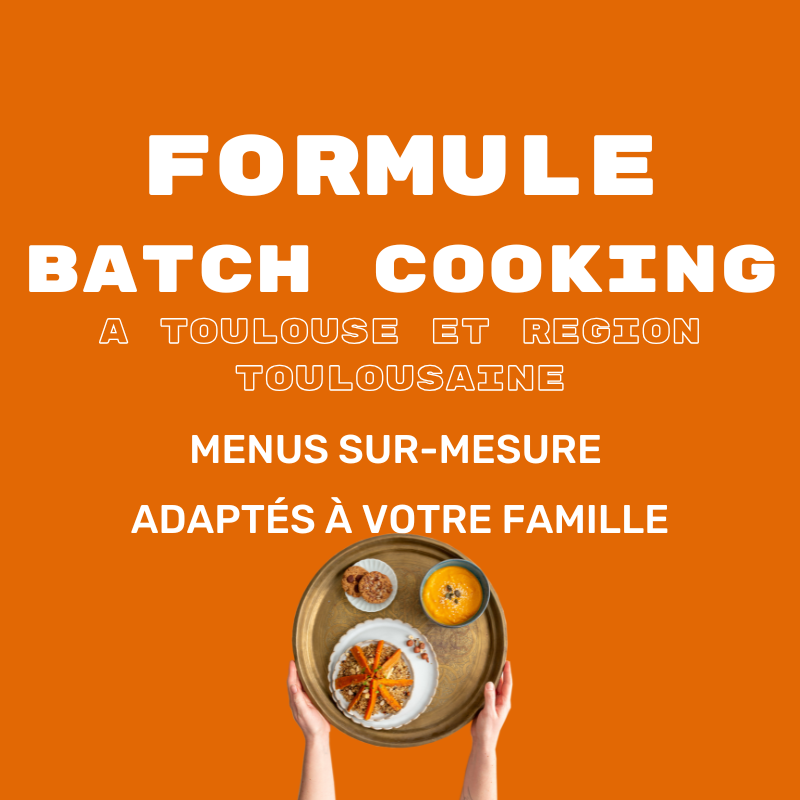 FORMULE
BATCH COOKING
A TOULOUSE ET REGION
TOULOUSAINE
MENUS SUR-MESURE
ADAPTÉS À VOTRE FAMILLE